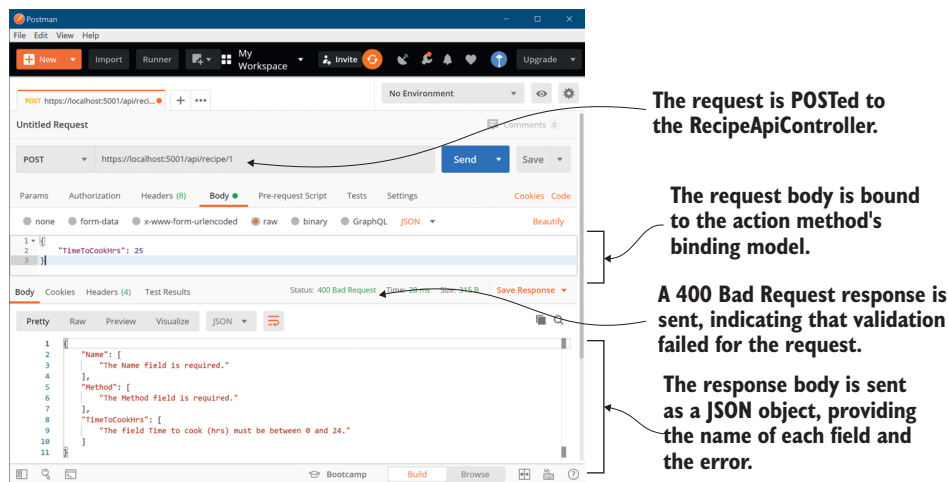 Postman
File Edit View Help
New Import Runner My Workspace Invite Upgrade
POST https://localhost:5001/api/reci... + ••• No Environment
Untitled Request Comments 0
POST https://localhost:5001/api/recipe/1 Send Save
Params Authorization Headers (8) Body Pre-request Script Tests Settings Cookies Code
none form-data x-www-form-urlencoded raw binary GraphQL JSON Beautify
1 {
2 "TimeToCookHrs": 25
3 }
Body Cookies Headers (4) Test Results Status: 400 Bad Request Time: 28 ms Size: 315 B Save Response
Pretty Raw Preview Visualize JSON
1 {
2 "Name": [
3 "The Name field is required."
4 ],
5 "Method": [
6 "The Method field is required."
7 ],
8 "TimeToCookHrs": [
9 "The field Time to cook (hrs) must be between 0 and 24."
10 ]
11 }
Bootcamp Build Browse
The request is POSTed to
the RecipeApiController.
The request body is bound
to the action method's
binding model.
A 400 Bad Request response is
sent, indicating that validation
failed for the request.
The response body is sent
as a JSON object, providing
the name of each field and
the error.